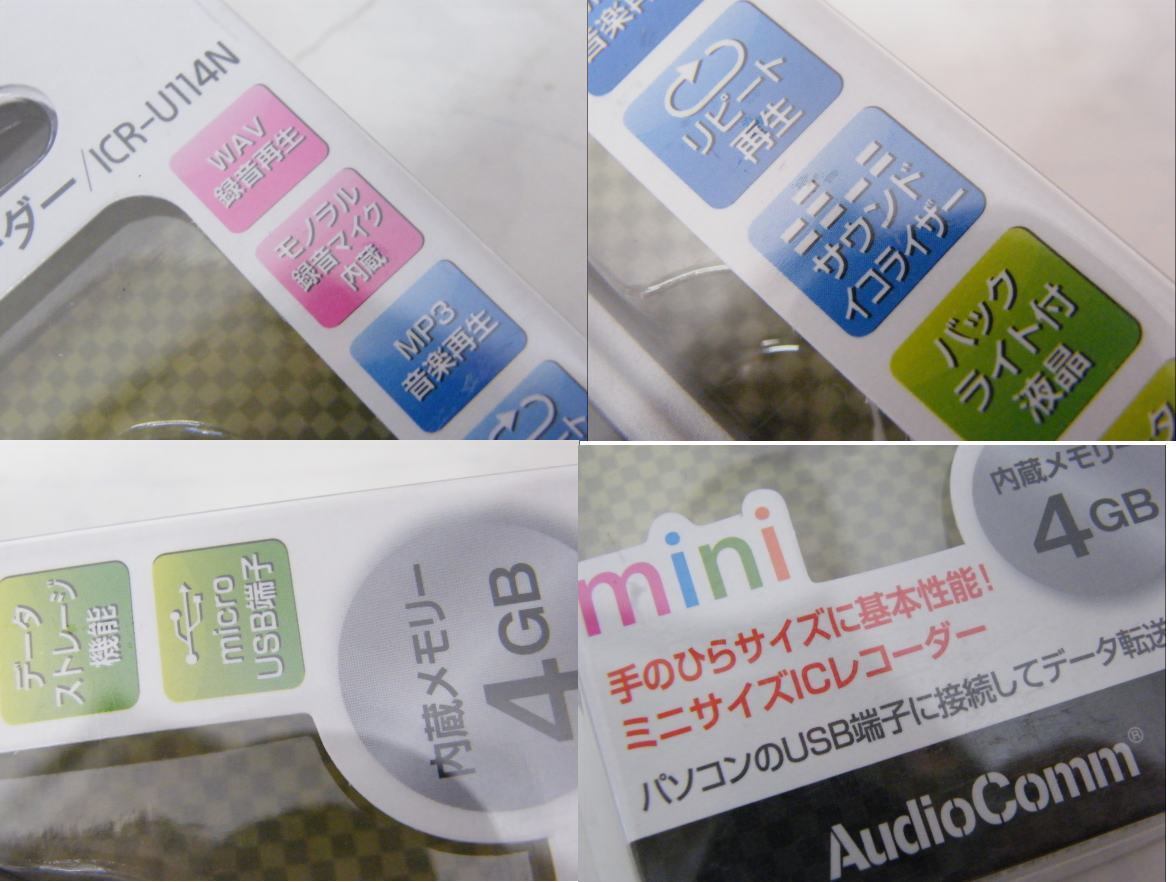 ダー/ICR-U114N
WAV
録音再生
モノラル
録音マイク
内蔵
MP3
音楽再生
ート
音楽再
リピート
再生
サウンド
イコライザー
バック
ライト付
液晶
タ
データ
ストレージ
機能
micro
USB端子
内蔵メモリー
4GB
内蔵メモリー
4GB
mini
手のひらサイズに基本性能!
ミニサイズICレコーダー
パソコンのUSB端子に接続してデータ転送
AudioComm®